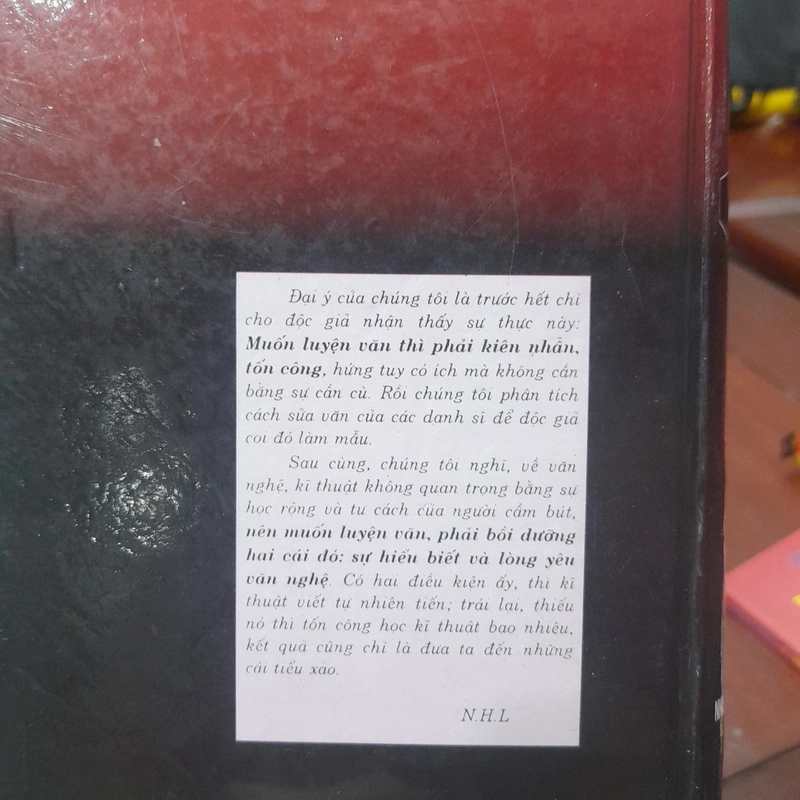 Đại ý của chúng tôi là trước hết chỉ
cho độc giả nhận thấy sự thực này:
Muốn luyện văn thì phải kiên nhẫn,
tốn công, hứng tuy có ích mà không cần
bằng sự cần cù. Rồi chúng tôi phân tích
cách sửa văn của các danh sĩ để độc giả
coi đó làm mẫu.
Sau cùng, chúng tôi nghĩ, về văn
nghệ, kĩ thuật không quan trọng bằng sự
học rộng và tư cách của người cầm bút,
nên muốn luyện văn, phải bồi dưỡng
hai cái đó: sự hiểu biết và lòng yêu
văn nghệ. Có hai điều kiện ấy, thì kĩ
thuật viết tự nhiên tiến; trái lại, thiếu
nó thì tốn công học kĩ thuật bao nhiêu,
kết quả cũng chỉ là đưa ta đến những
cái tiểu xảo.
N.H.L